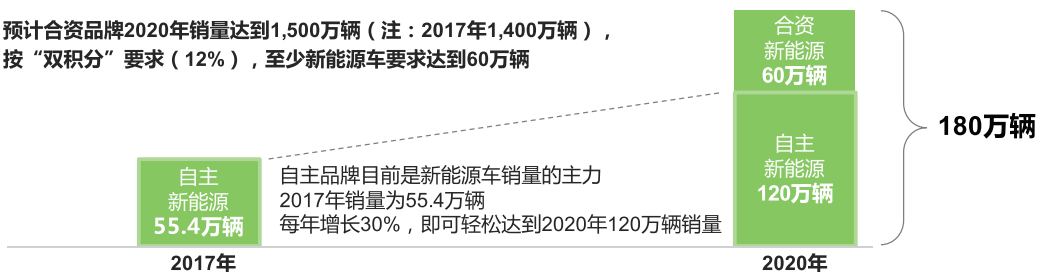 预计合资品牌2020年销量达到1,500万辆（注：2017年1,400万辆），
按“双积分”要求（12%），至少新能源车要求达到60万辆
合资
新能源
60万辆
180万辆
自主
新能源
120万辆
自主
新能源
55.4万辆
自主品牌目前是新能源车销量的主力
2017年销量为55.4万辆
每年增长30%，即可轻松达到2020年120万辆销量
2017年
2020年